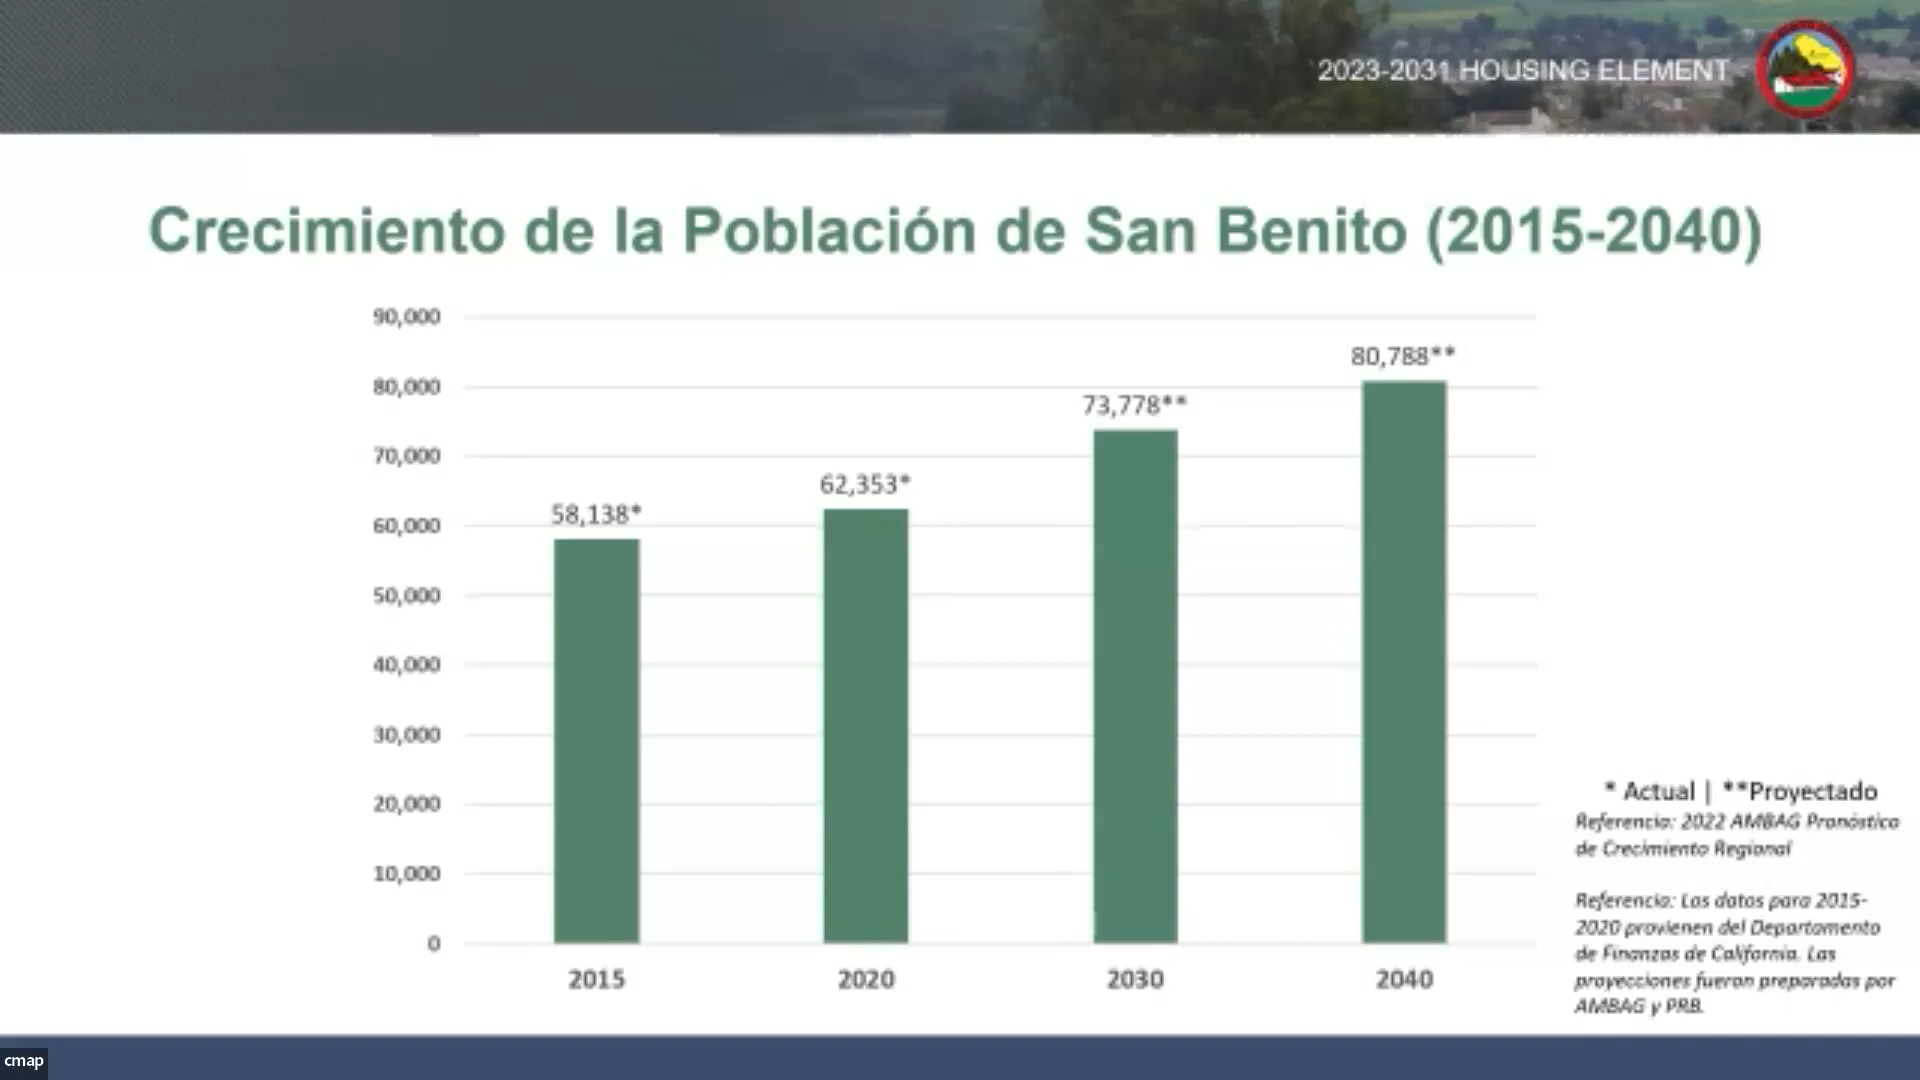 2023-2031 HOUSING ELEMENT
Crecimiento de la Población de San Benito (2015-2040)
90,000
80,000
70,000
60,000
50,000
40,000
30,000
20,000
10,000
0
58,138*
62,353*
73,778**
80,788**
2015
2020
2030
2040
* Actual | **Proyectado
Referencia: 2022 AMBAG Pronóstico
de Crecimiento Regional
Referencia: Los datos para 2015-
2020 provienen del Departamento
de Finanzas de California. Las
proyecciones fueron preparadas por
AMBAG y PRB.
cmap